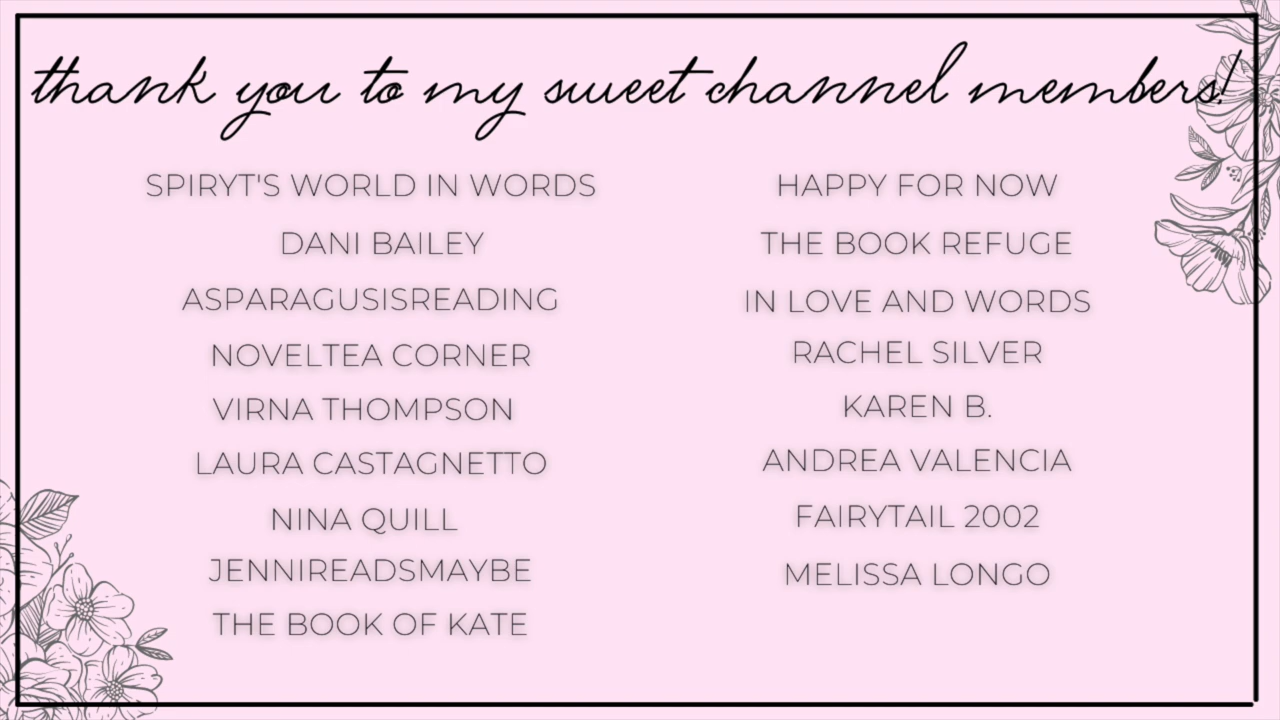 thank you to my sweet channel members!
SPIRYT'S WORLD IN WORDS
DANI BAILEY
ASPARAGUSISREADING
NOVELTEA CORNER
VIRNA THOMPSON
LAURA CASTAGNETTO
NINA QUILL
JENNIREADSMAYBE
THE BOOK OF KATE
HAPPY FOR NOW
THE BOOK REFUGE
IN LOVE AND WORDS
RACHEL SILVER
KAREN B.
ANDREA VALENCIA
FAIRYTAIL 2002
MELISSA LONGO